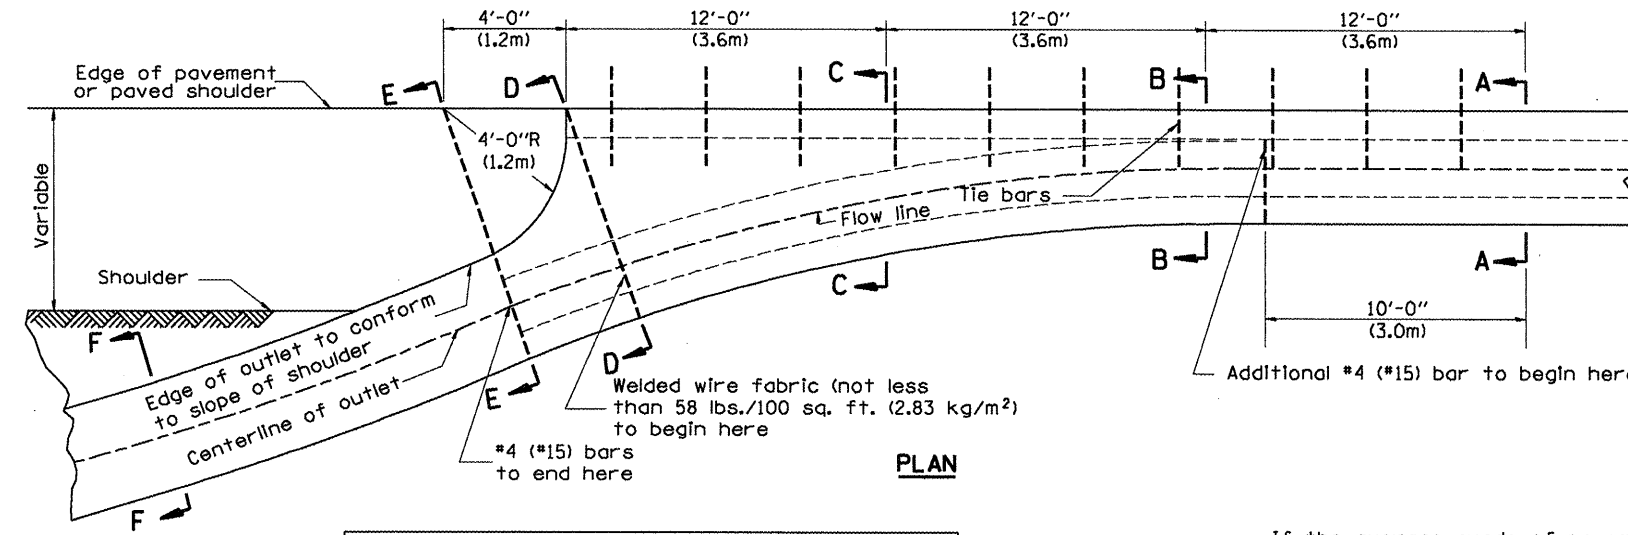 4'-0"
(1.2m)
12'-0"
(3.6m)
12'-0"
(3.6m)
12'-0"
(3.6m)
Edge of pavement
or paved shoulder
E
D
C
B
A
4'-0"R
(1.2m)
Variable
Tie bars
Flow line
Shoulder
C
B
A
10'-0"
(3.0m)
F
Edge of outlet to conform
to slope of shoulder
Centerline of outlet
D
E
Welded wire fabric (not less
than 58 lbs./100 sq. ft. (2.83 kg/m²)
to begin here
Additional #4 (#15) bar to begin here
#4 (#15) bars
to end here
PLAN
F